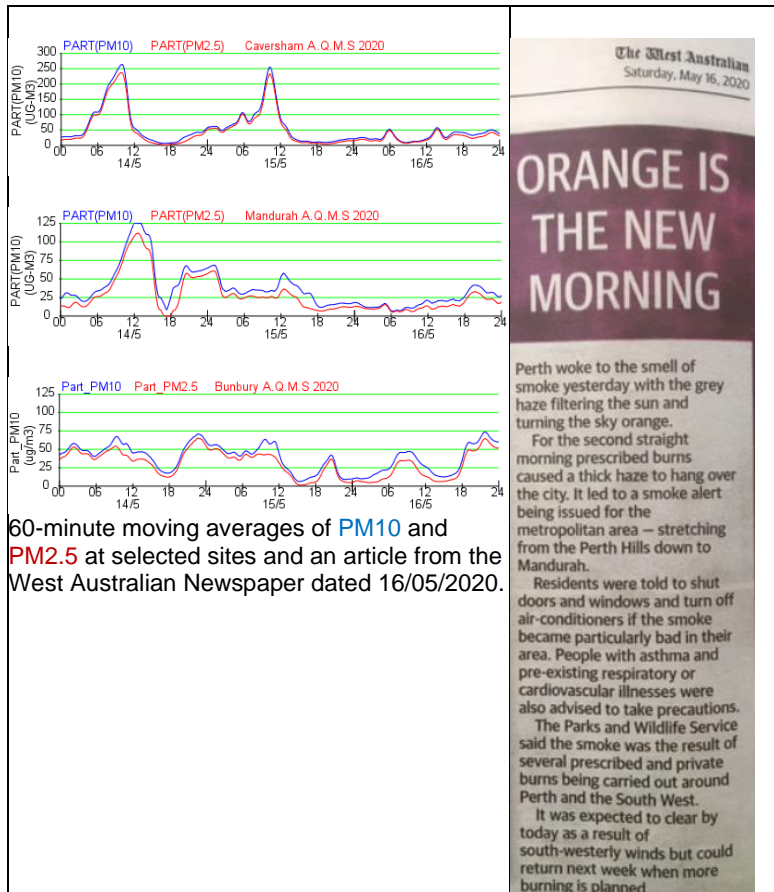 PART(PM10) PART(PM2.5) Caversham A.Q.M.S 2020
PART(PM10)
(UG-M3)
300
250
200
150
100
50
0
00 06 12 18 24 06 12 18 24 06 12 18 24
14/5 15/5 16/5
PART(PM10) PART(PM2.5) Mandurah A.Q.M.S 2020
PART(PM10)
(UG-M3)
125
100
75
50
25
0
00 06 12 18 24 06 12 18 24 06 12 18 24
14/5 15/5 16/5
Part_PM10 Part_PM2.5 Bunbury A.Q.M.S 2020
Part_PM10
(ug/m3)
125
100
75
50
25
0
00 06 12 18 24 06 12 18 24 06 12 18 24
14/5 15/5 16/5
60-minute moving averages of PM10 and
PM2.5 at selected sites and an article from the
West Australian Newspaper dated 16/05/2020.
The West Australian
Saturday, May 16, 2020
ORANGE IS
THE NEW
MORNING
Perth woke to the smell of
smoke yesterday with the grey
haze filtering the sun and
turning the sky orange.
For the second straight
morning prescribed burns
caused a thick haze to hang over
the city. It led to a smoke alert
being issued for the
metropolitan area — stretching
from the Perth Hills down to
Mandurah.
Residents were told to shut
doors and windows and turn off
air-conditioners if the smoke
became particularly bad in their
area. People with asthma and
pre-existing respiratory or
cardiovascular illnesses were
also advised to take precautions.
The Parks and Wildlife Service
said the smoke was the result of
several prescribed and private
burns being carried out around
Perth and the South West.
It was expected to clear by
today as a result of
south-westerly winds but could
return next week when more
burning is planned